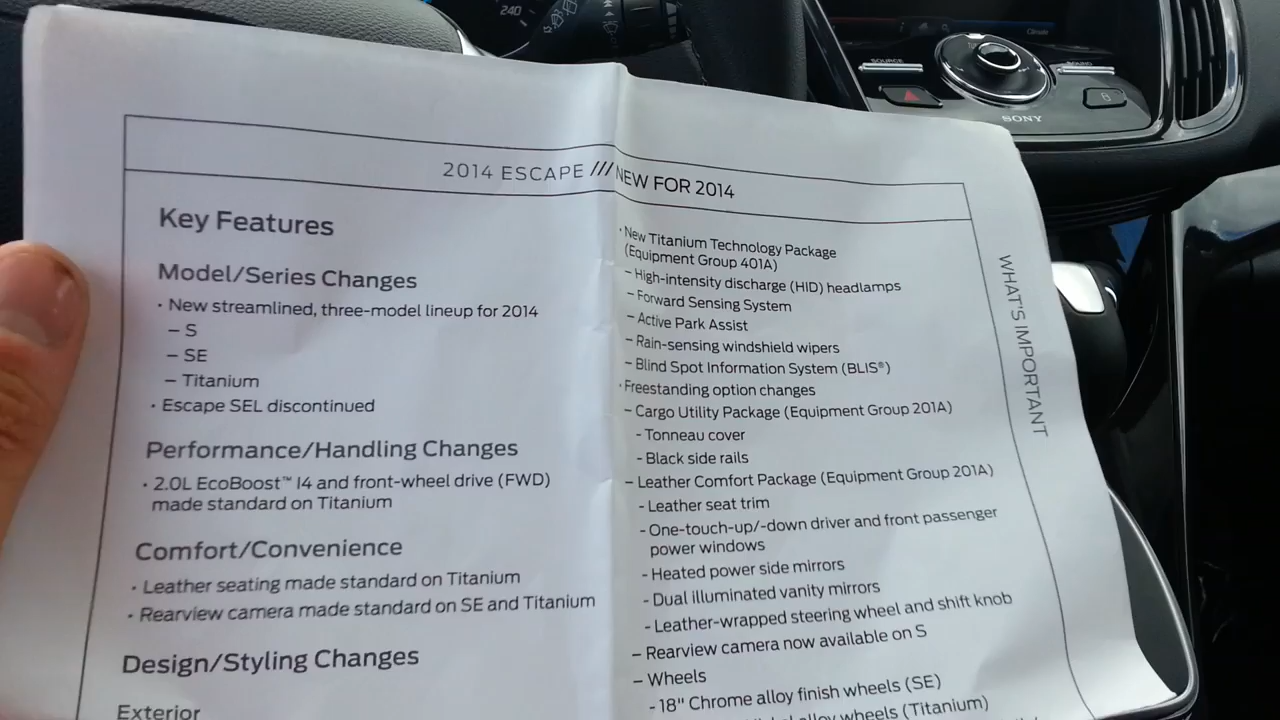 240
SOURCE
SOUND
SONY
2014 ESCAPE /// NEW FOR 2014
Key Features
Model/Series Changes
· New streamlined, three-model lineup for 2014
– S
– SE
– Titanium
· Escape SEL discontinued
Performance/Handling Changes
· 2.0L EcoBoost™ I4 and front-wheel drive (FWD)
made standard on Titanium
Comfort/Convenience
· Leather seating made standard on Titanium
· Rearview camera made standard on SE and Titanium
Design/Styling Changes
Exterior
· New Titanium Technology Package
(Equipment Group 401A)
– High-intensity discharge (HID) headlamps
– Forward Sensing System
– Active Park Assist
– Rain-sensing windshield wipers
– Blind Spot Information System (BLIS®)
· Freestanding option changes
– Cargo Utility Package (Equipment Group 201A)
- Tonneau cover
- Black side rails
– Leather Comfort Package (Equipment Group 201A)
- Leather seat trim
- One-touch-up/-down driver and front passenger
power windows
- Heated power side mirrors
- Dual illuminated vanity mirrors
- Leather-wrapped steering wheel and shift knob
– Rearview camera now available on S
– Wheels
- 18" Chrome alloy finish wheels (SE)
alloy wheels (Titanium)
WHAT'S IMPORTANT